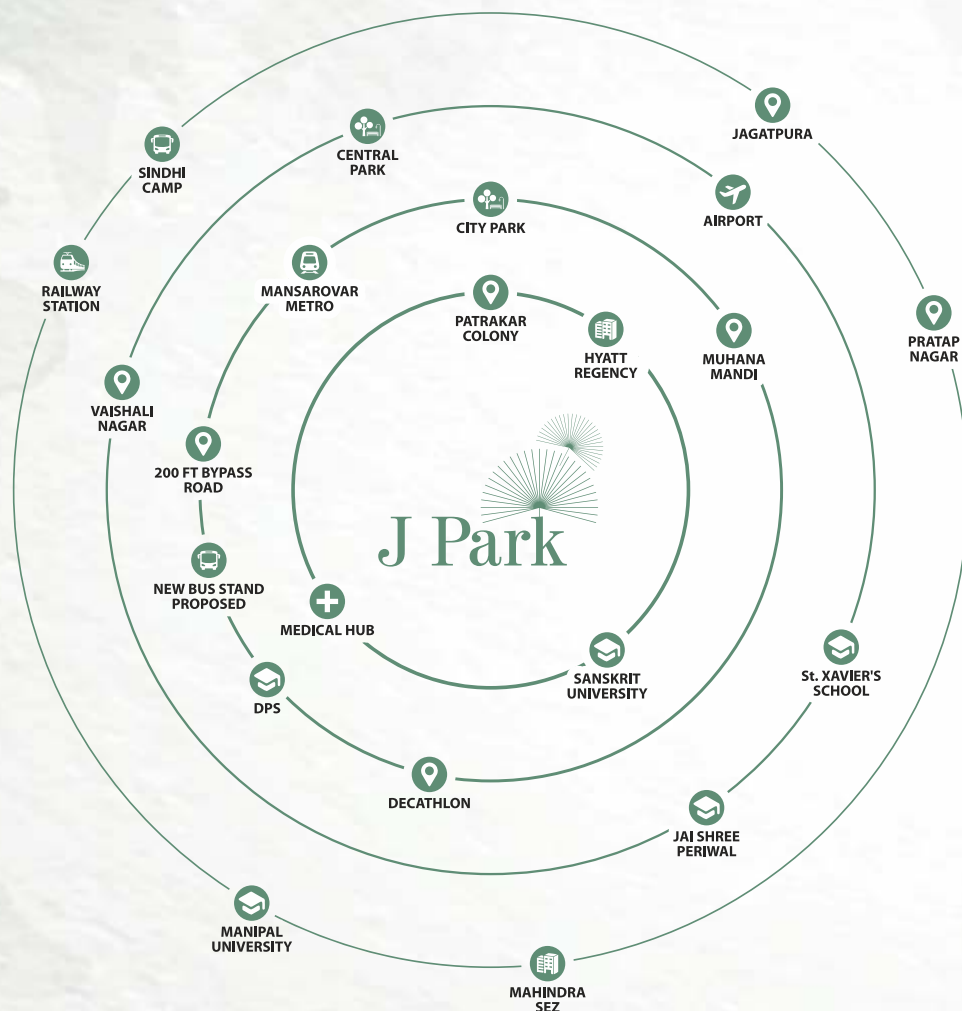 JAGATPURA
SINDHI
CAMP
CENTRAL
PARK
AIRPORT
CITY PARK
RAILWAY
STATION
MANSAROVAR
METRO
PATRAKAR
COLONY
HYATT
REGENCY
MUHANA
MANDI
PRATAP
NAGAR
VAISHALI
NAGAR
200 FT BYPASS
ROAD
J Park
NEW BUS STAND
PROPOSED
MEDICAL HUB
SANSKRIT
UNIVERSITY
St. XAVIER'S
SCHOOL
DPS
DECATHLON
JAI SHREE
PERIWAL
MANIPAL
UNIVERSITY
MAHINDRA
SEZ